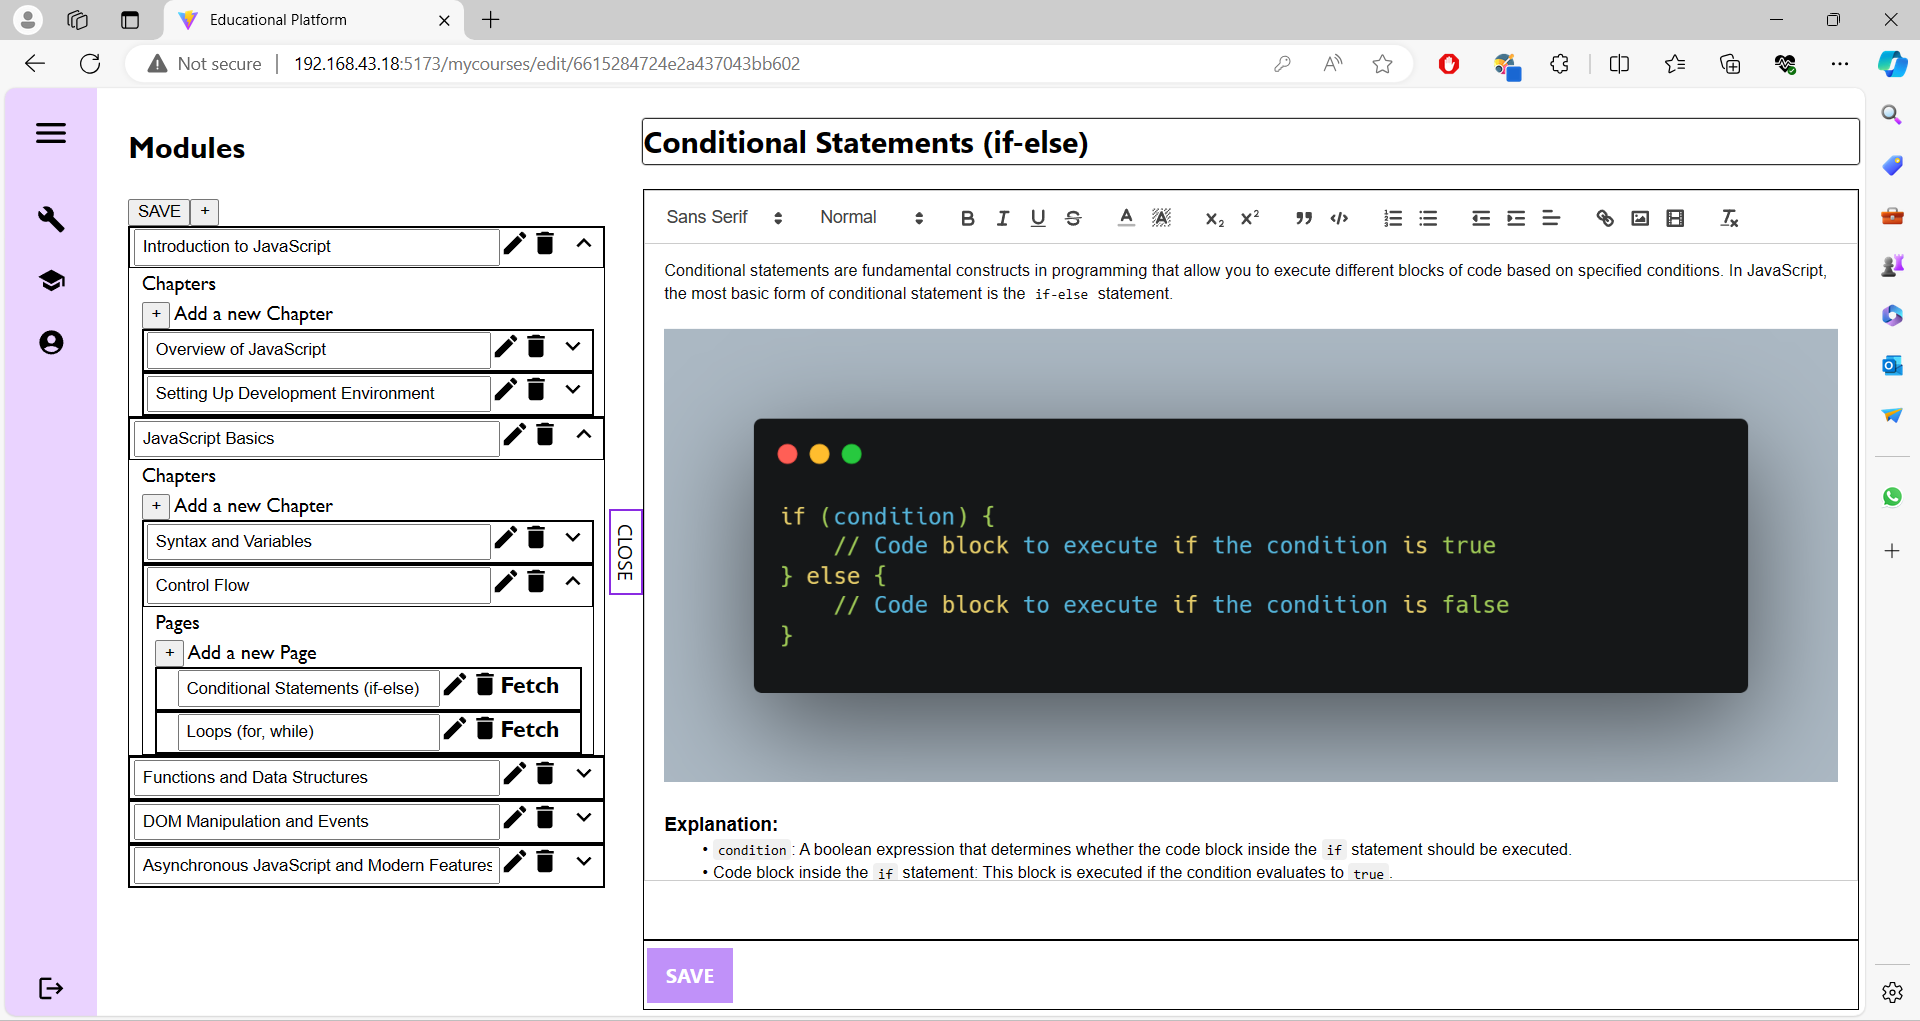 Educational Platform
Not secure
192.168.43.18:5173/mycourses/edit/6615284724e2a437043bb602
Modules
SAVE +
Introduction to JavaScript
Chapters
+ Add a new Chapter
Overview of JavaScript
Setting Up Development Environment
JavaScript Basics
Chapters
+ Add a new Chapter
Syntax and Variables
Control Flow
Pages
+ Add a new Page
Conditional Statements (if-else) Fetch
Loops (for, while) Fetch
Functions and Data Structures
DOM Manipulation and Events
Asynchronous JavaScript and Modern Features
CLOSE
Conditional Statements (if-else)
Sans Serif Normal
Conditional statements are fundamental constructs in programming that allow you to execute different blocks of code based on specified conditions. In JavaScript,
the most basic form of conditional statement is the if-else statement.
if (condition) {
// Code block to execute if the condition is true
} else {
// Code block to execute if the condition is false
}
Explanation:
• condition: A boolean expression that determines whether the code block inside the if statement should be executed.
• Code block inside the if statement: This block is executed if the condition evaluates to true.
SAVE